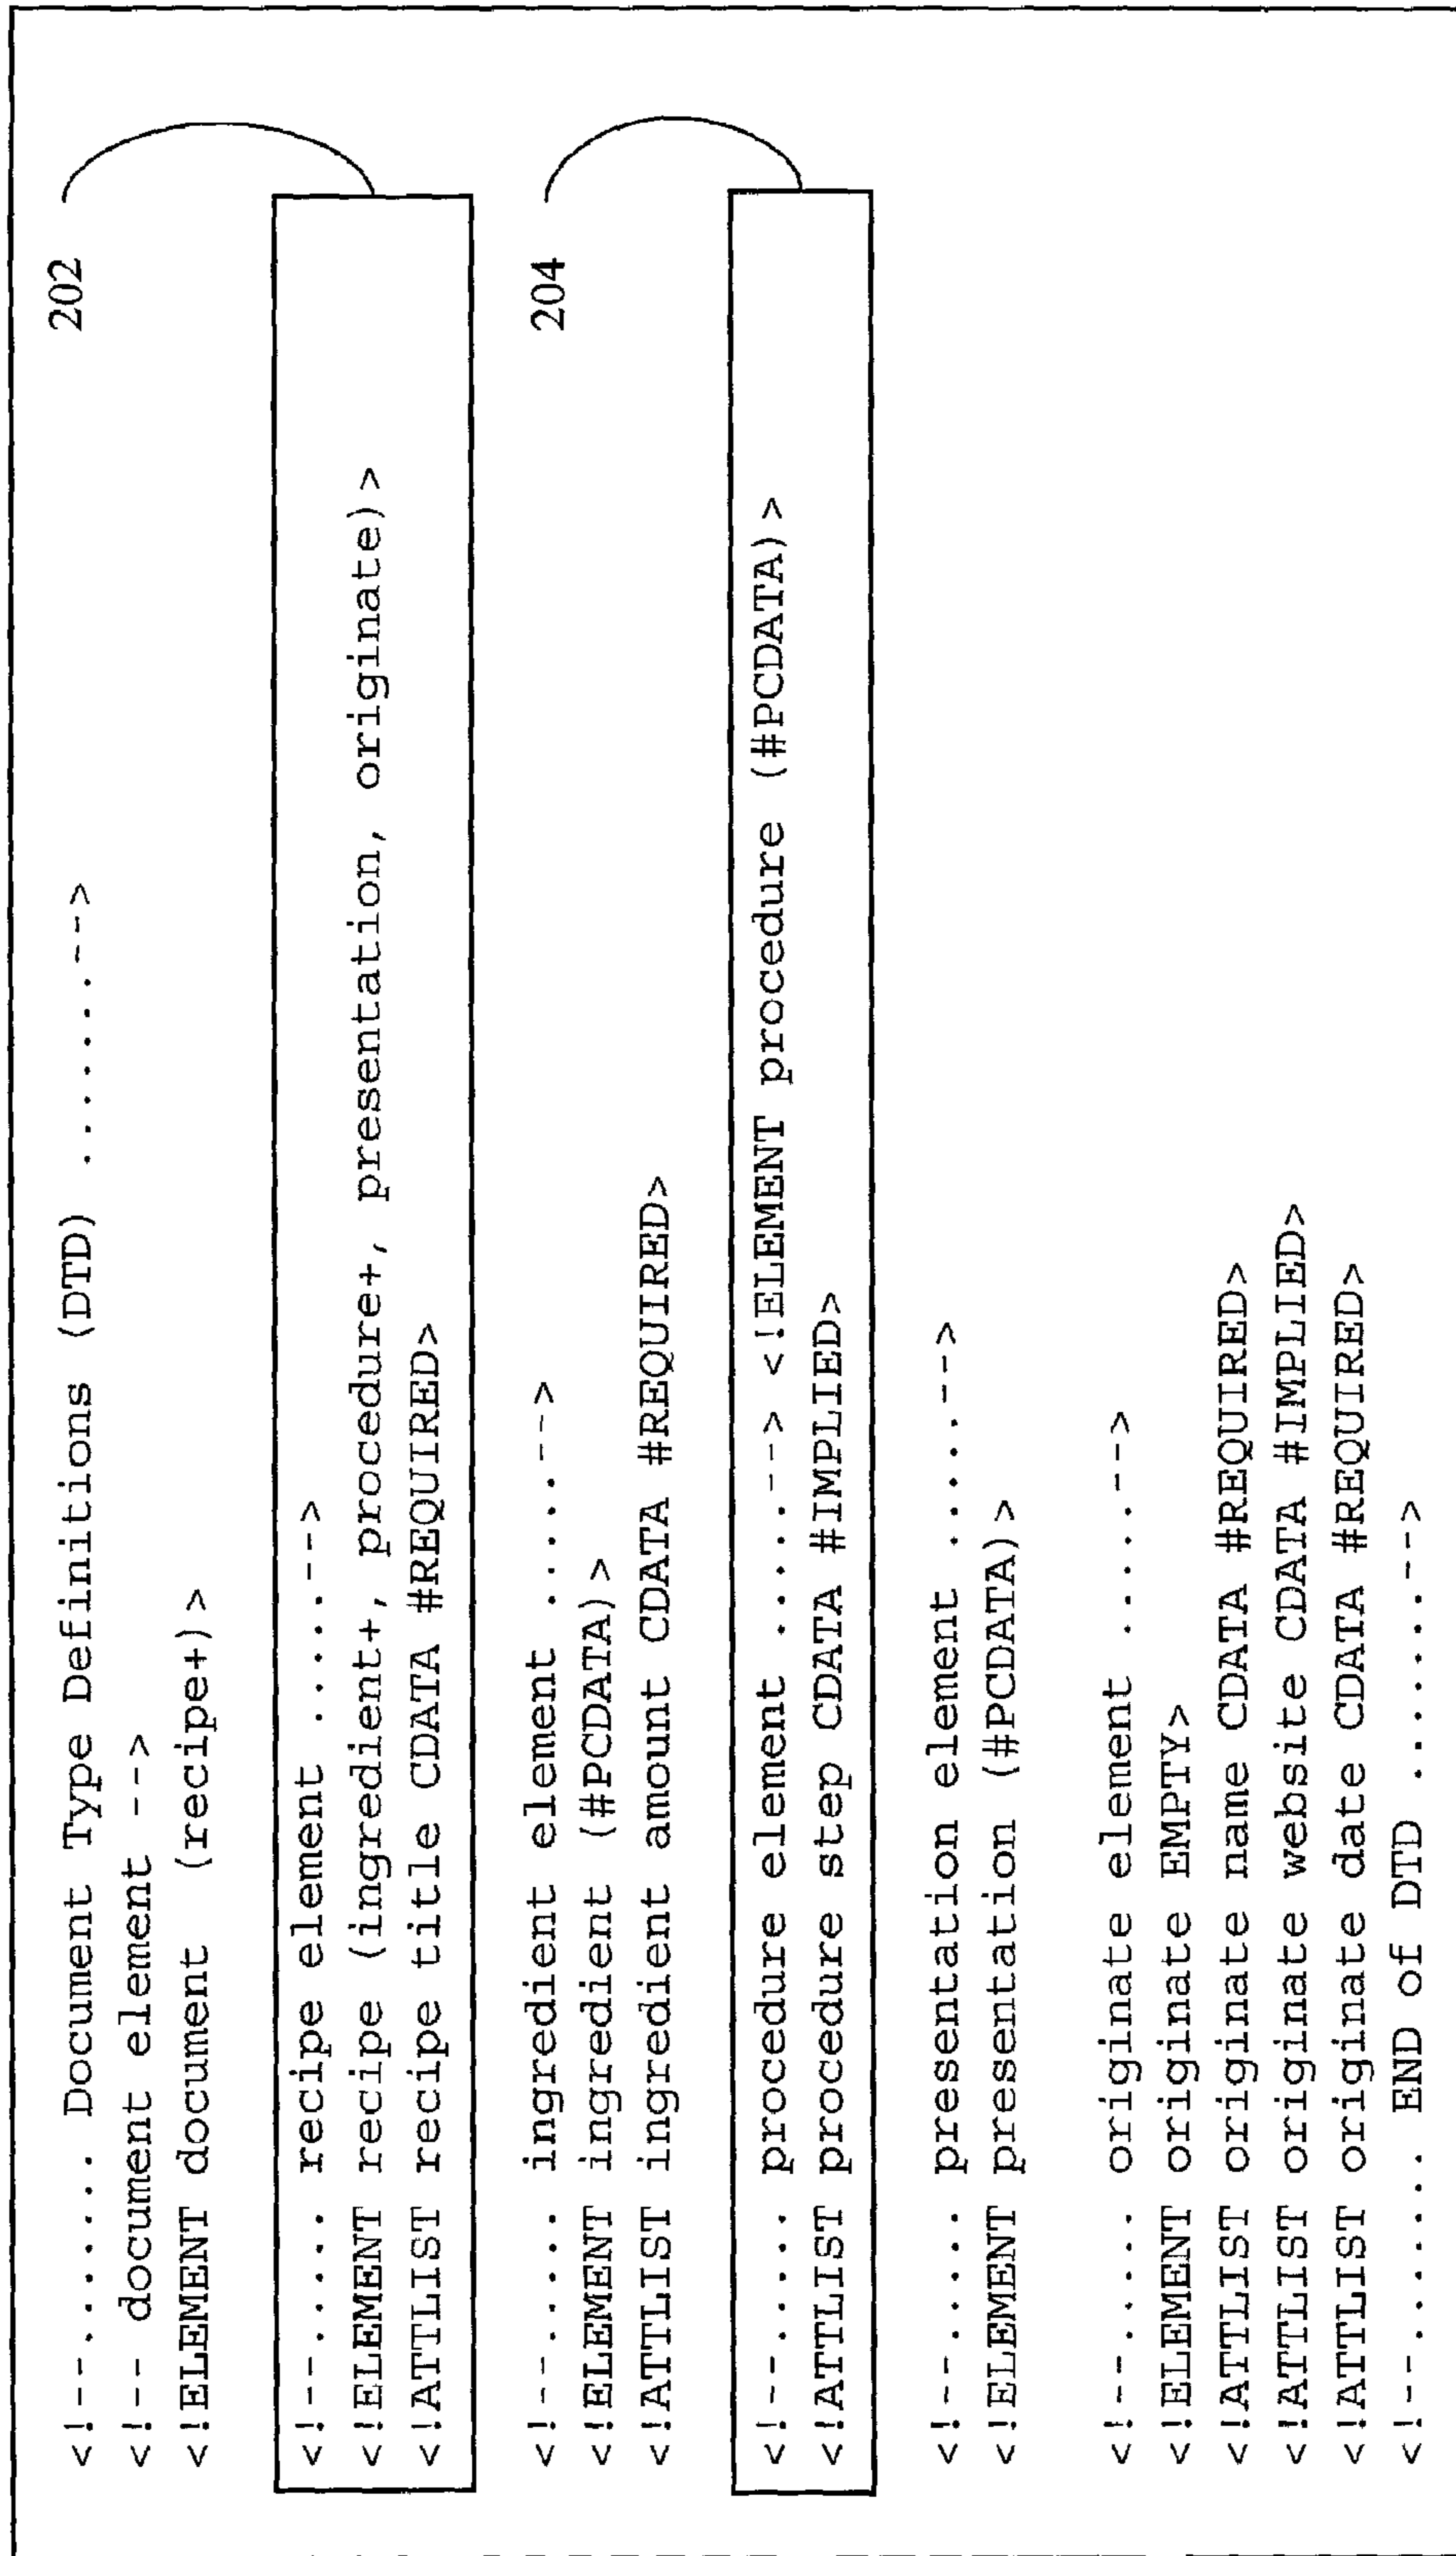 <!--....... Document Type Definitions (DTD) ........-->
202
<!-- document element -->
<!ELEMENT document (recipe+)>
<!--..... recipe element .....-->
<!ELEMENT recipe (ingredient+, procedure+, presentation, originate)>
<!ATTLIST recipe title CDATA #REQUIRED>
204
<!--..... ingredient element .....-->
<!ELEMENT ingredient (#PCDATA)>
<!ATTLIST ingredient amount CDATA #REQUIRED>
<!--..... procedure element .....--> <!ELEMENT procedure (#PCDATA)>
<!ATTLIST procedure step CDATA #IMPLIED>
<!--..... presentation element .....-->
<!ELEMENT presentation (#PCDATA)>
<!--..... originate element .....-->
<!ELEMENT originate EMPTY>
<!ATTLIST originate name CDATA #REQUIRED>
<!ATTLIST originate website CDATA #IMPLIED>
<!ATTLIST originate date CDATA #REQUIRED>
<!--........ END of DTD ........-->